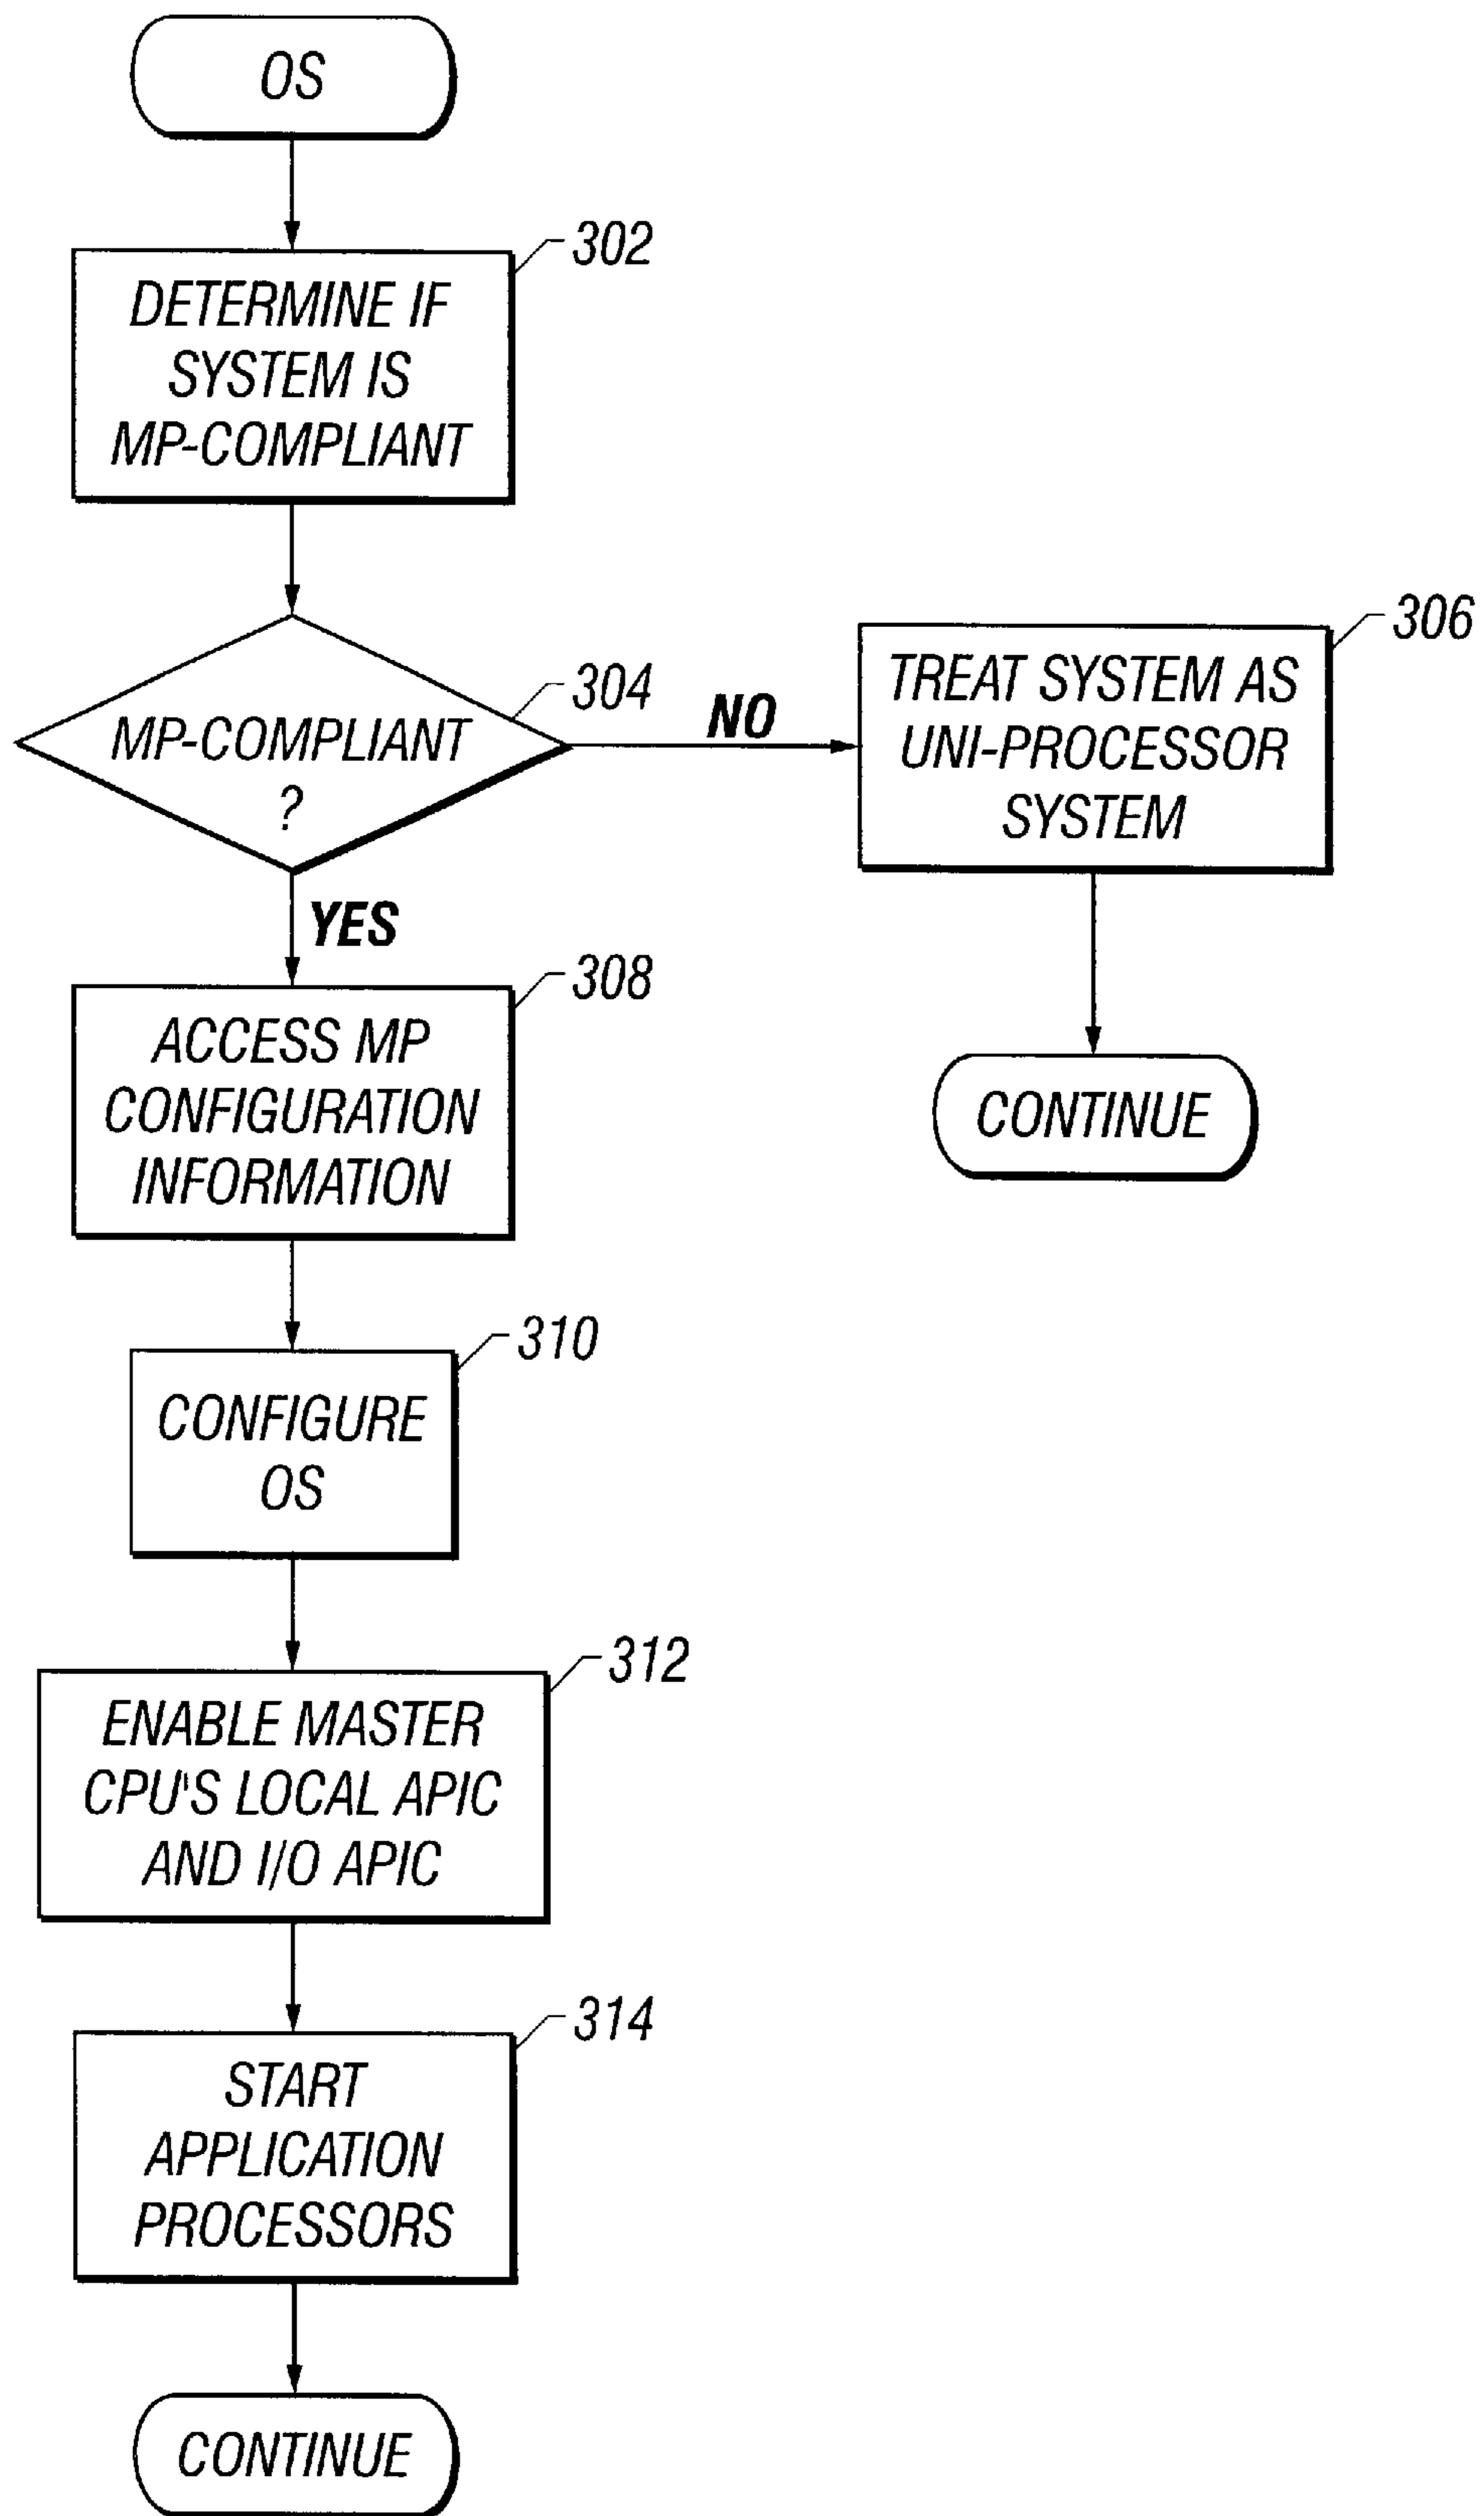 OS
302
DETERMINE IF
SYSTEM IS
MP-COMPLIANT
304
MP-COMPLIANT
?
NO
306
TREAT SYSTEM AS
UNI-PROCESSOR
SYSTEM
CONTINUE
YES
308
ACCESS MP
CONFIGURATION
INFORMATION
310
CONFIGURE
OS
312
ENABLE MASTER
CPU'S LOCAL APIC
AND I/O APIC
314
START
APPLICATION
PROCESSORS
CONTINUE